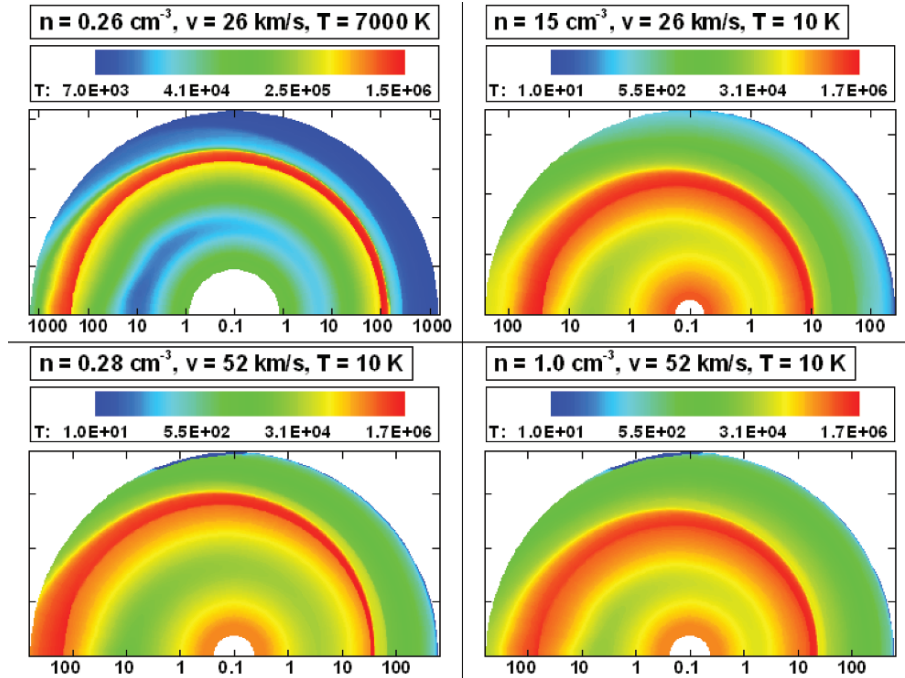 n = 0.26 cm⁻³, v = 26 km/s, T = 7000 K
T: 7.0E+03 4.1E+04 2.5E+05 1.5E+06
1000 100 10 1 0.1 1 10 100 1000
n = 15 cm⁻³, v = 26 km/s, T = 10 K
T: 1.0E+01 5.5E+02 3.1E+04 1.7E+06
100 10 1 0.1 1 10 100
n = 0.28 cm⁻³, v = 52 km/s, T = 10 K
T: 1.0E+01 5.5E+02 3.1E+04 1.7E+06
100 10 1 0.1 1 10 100
n = 1.0 cm⁻³, v = 52 km/s, T = 10 K
T: 1.0E+01 5.5E+02 3.1E+04 1.7E+06
100 10 1 0.1 1 10 100